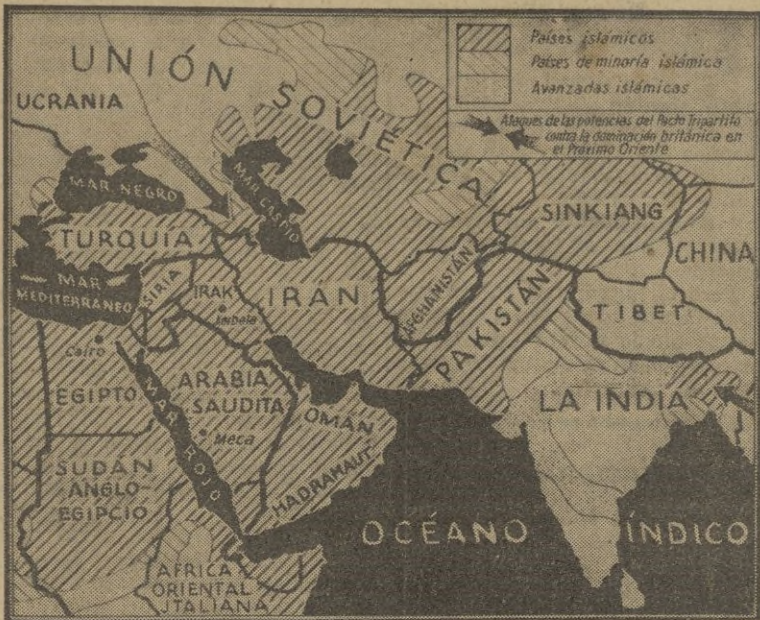 Países islámicos
Países de minoría islámica
Avanzadas islámicas
Ataques de las potencias del Pacto Tripartito
contra la dominación británica en
el Próximo Oriente
UNIÓN
SOVIÉTICA
UCRANIA
MAR NEGRO
MAR CASPIO
TURQUIA
SINKIANG
CHINA
MAR
MEDITERRÁNEO
SIRIA
IRAK
IRÁN
AFGHANISTÁN
PAKISTÁN
TIBET
Cairo
EGIPTO
MAR ROJO
ARABIA
SAUDITA
Meca
OMÁN
HADRAMAUT
LA INDIA
SUDÁN
ANGLO-
EGIPCIO
OCÉANO ÍNDICO
AFRICA
ORIENTAL
ITALIANA